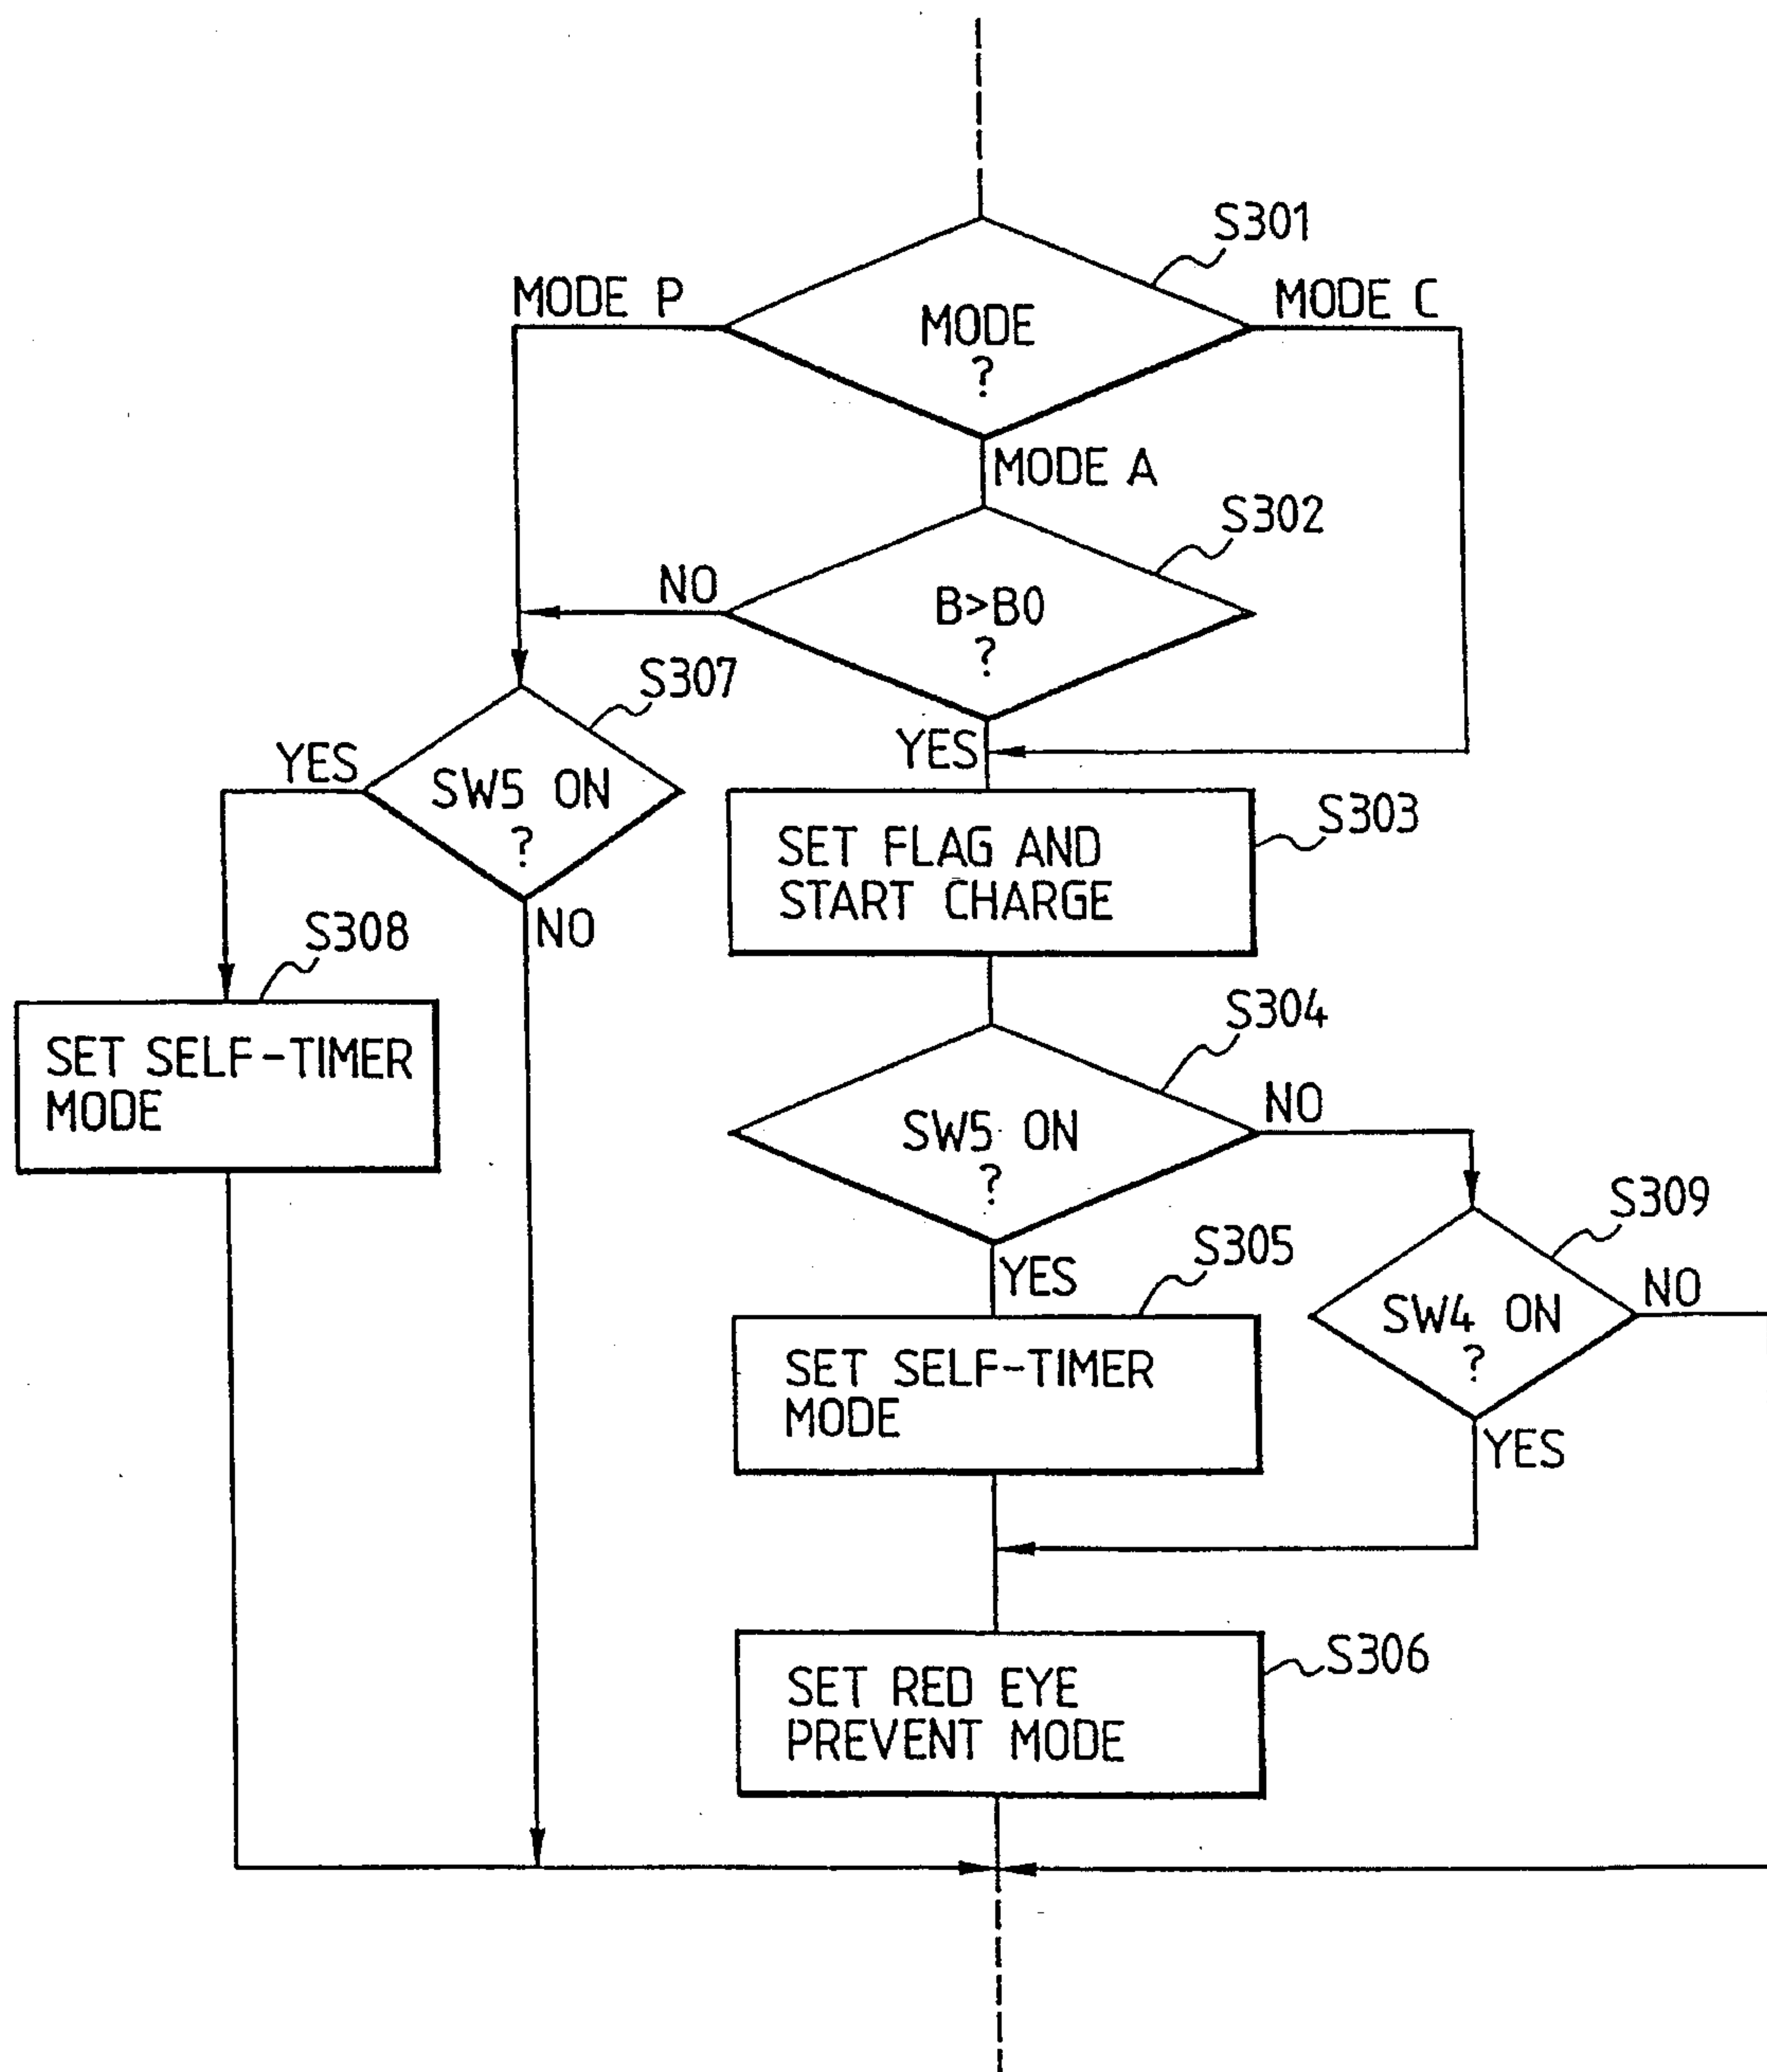 S301
MODE P
MODE C
MODE
?
MODE A
S302
NO
B>B0
?
S307
YES
YES
SW5 ON
?
S303
SET FLAG AND
START CHARGE
NO
S308
S304
SET SELF-TIMER
MODE
NO
SW5 ON
?
S309
S305
YES
NO
SW4 ON
?
SET SELF-TIMER
MODE
YES
S306
SET RED EYE
PREVENT MODE